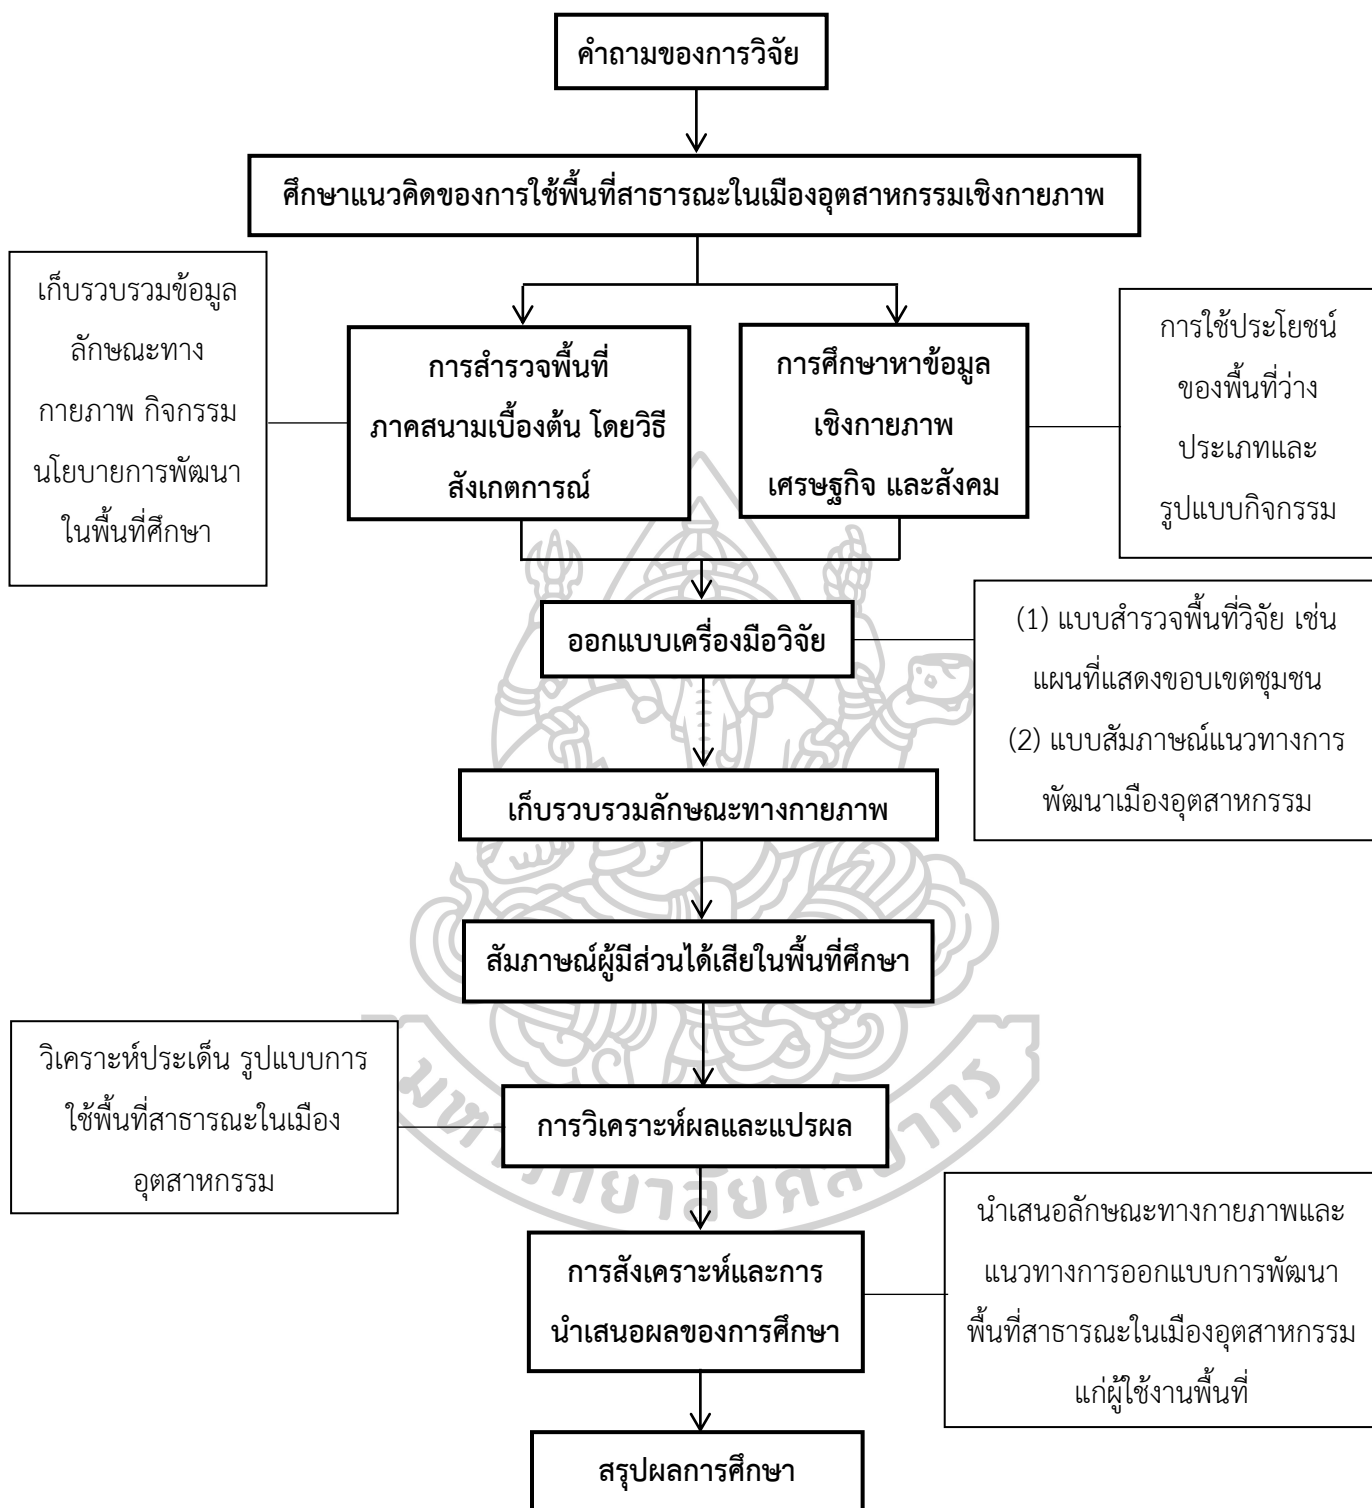 คำถามของการวิจัย
ศึกษาแนวคิดของการใช้พื้นที่สาธารณะในเมืองอุตสาหกรรมเชิงกายภาพ
เก็บรวบรวมข้อมูล
ลักษณะทาง
กายภาพ กิจกรรม
นโยบายการพัฒนา
ในพื้นที่ศึกษา
การสำรวจพื้นที่
ภาคสนามเบื้องต้น โดยวิธี
สังเกตการณ์
การศึกษาหาข้อมูล
เชิงกายภาพ
เศรษฐกิจ และสังคม
การใช้ประโยชน์
ของพื้นที่ว่าง
ประเภทและ
รูปแบบกิจกรรม
ออกแบบเครื่องมือวิจัย
(1) แบบสำรวจพื้นที่วิจัย เช่น
แผนที่แสดงขอบเขตชุมชน
(2) แบบสัมภาษณ์แนวทางการ
พัฒนาเมืองอุตสาหกรรม
เก็บรวบรวมลักษณะทางกายภาพ
สัมภาษณ์ผู้มีส่วนได้เสียในพื้นที่ศึกษา
วิเคราะห์ประเด็น รูปแบบการ
ใช้พื้นที่สาธารณะในเมือง
อุตสาหกรรม
การวิเคราะห์ผลและแปรผล
มหาวิทยาลัยศิลปากร
การสังเคราะห์และการ
นำเสนอผลของการศึกษา
นำเสนอลักษณะทางกายภาพและ
แนวทางการออกแบบการพัฒนา
พื้นที่สาธารณะในเมืองอุตสาหกรรม
แก่ผู้ใช้งานพื้นที่
สรุปผลการศึกษา